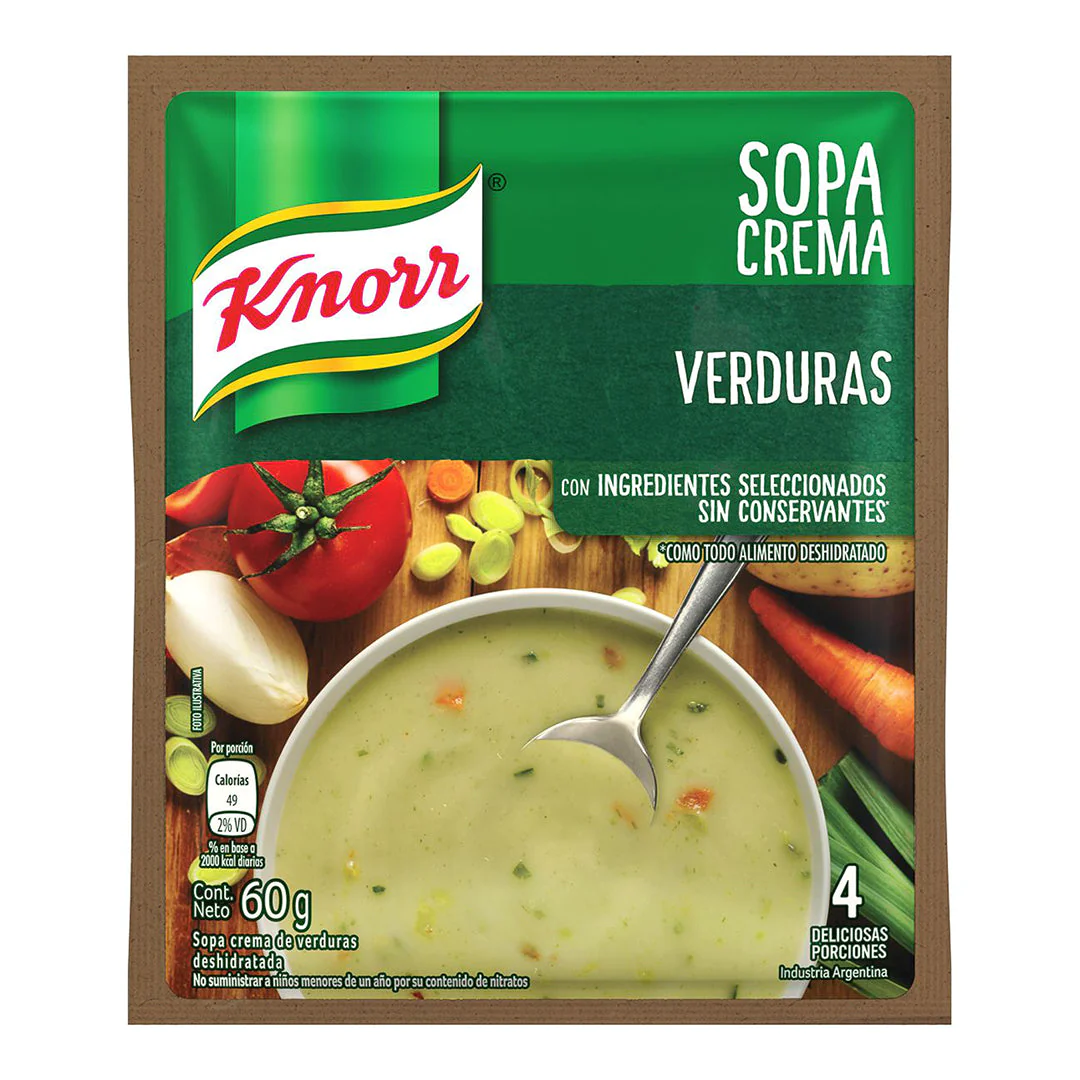 Knorr®
SOPA
CREMA
VERDURAS
CON INGREDIENTES SELECCIONADOS
SIN CONSERVANTES*
*COMO TODO ALIMENTO DESHIDRATADO
FOTO ILUSTRATIVA
Por porción
Calorías
49
2% VD
% en base a
2000 kcal diarias
Cont.
Neto 60 g
Sopa crema de verduras
deshidratada
No suministrar a niños menores de un año por su contenido de nitratos
4
DELICIOSAS
PORCIONES
Industria Argentina